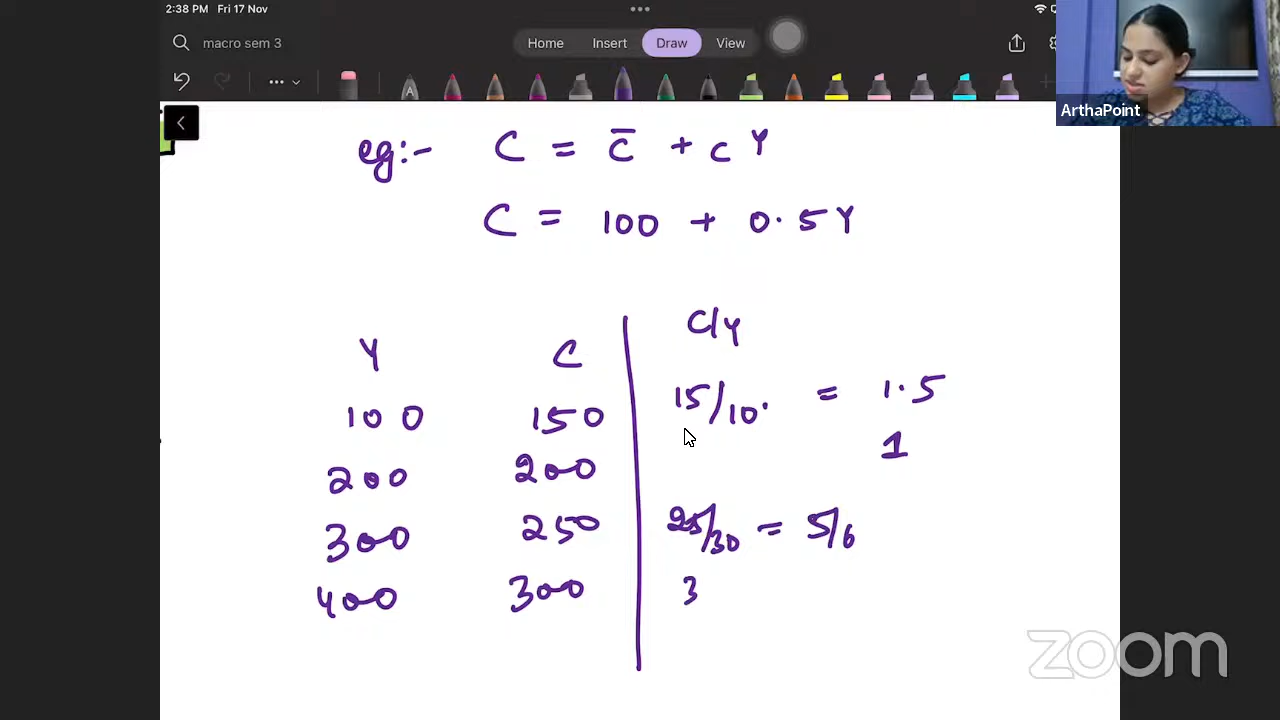 2:38 PM Fri 17 Nov
macro sem 3
Home Insert Draw View
ArthaPoint
eg:- C = C̄ + cY
C = 100 + 0.5Y
Y C C/Y
100 150 15/10 = 1.5
200 200 1
300 250 25/30 = 5/6
400 300 3
zoom